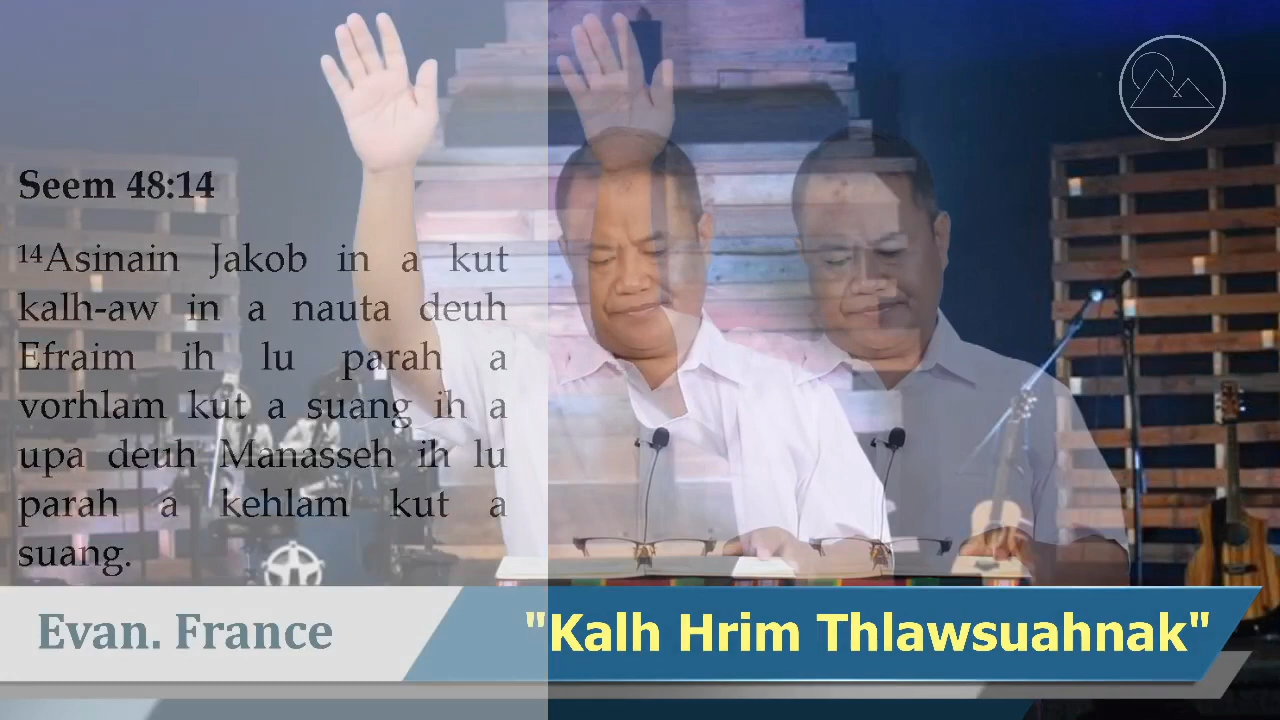 Seem 48:14
¹⁴Asinain Jakob in a kut
kalh-aw in a nauta deuh
Efraim ih lu parah a
vorhlam kut a suang ih a
upa deuh Manasseh ih lu
parah a kehlam kut a
suang.
Evan. France
"Kalh Hrim Thlawsuahnak"